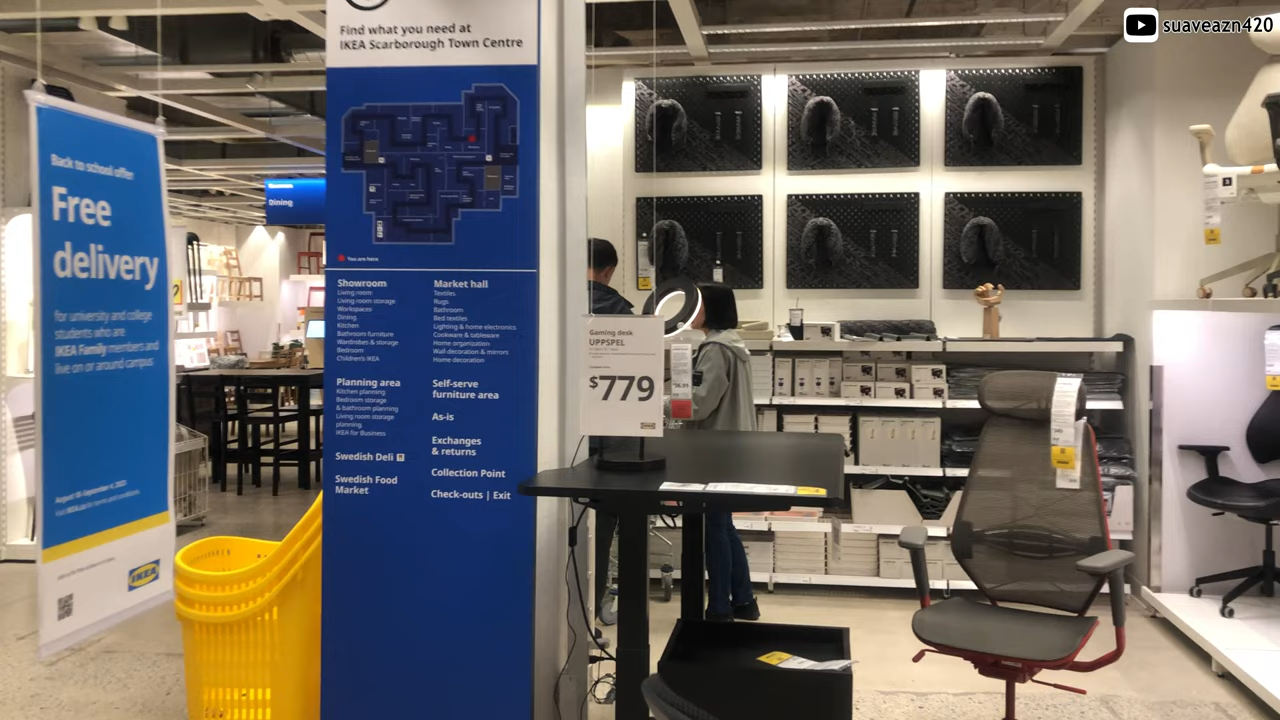 suaveazn420
Find what you need at
IKEA Scarborough Town Centre
You are here
Showroom
Living room
Living room storage
Workspaces
Dining
Kitchen
Bathroom furniture
Wardrobes & storage
Bedroom
Children's IKEA
Planning area
Kitchen planning
Bedroom storage
& bathroom planning
Living room storage
planning
IKEA for Business
Swedish Deli
Swedish Food
Market
Market hall
Textiles
Rugs
Bathroom
Bed textiles
Lighting & home electronics
Cookware & tableware
Home organization
Wall decoration & mirrors
Home decoration
Self-serve
furniture area
As-is
Exchanges
& returns
Collection Point
Check-outs | Exit
Back to school offer
Free
delivery
for university and college
students who are
IKEA Family members and
live on or around campus
IKEA
Dining
Gaming desk
UPPSPEL
$779
IKEA